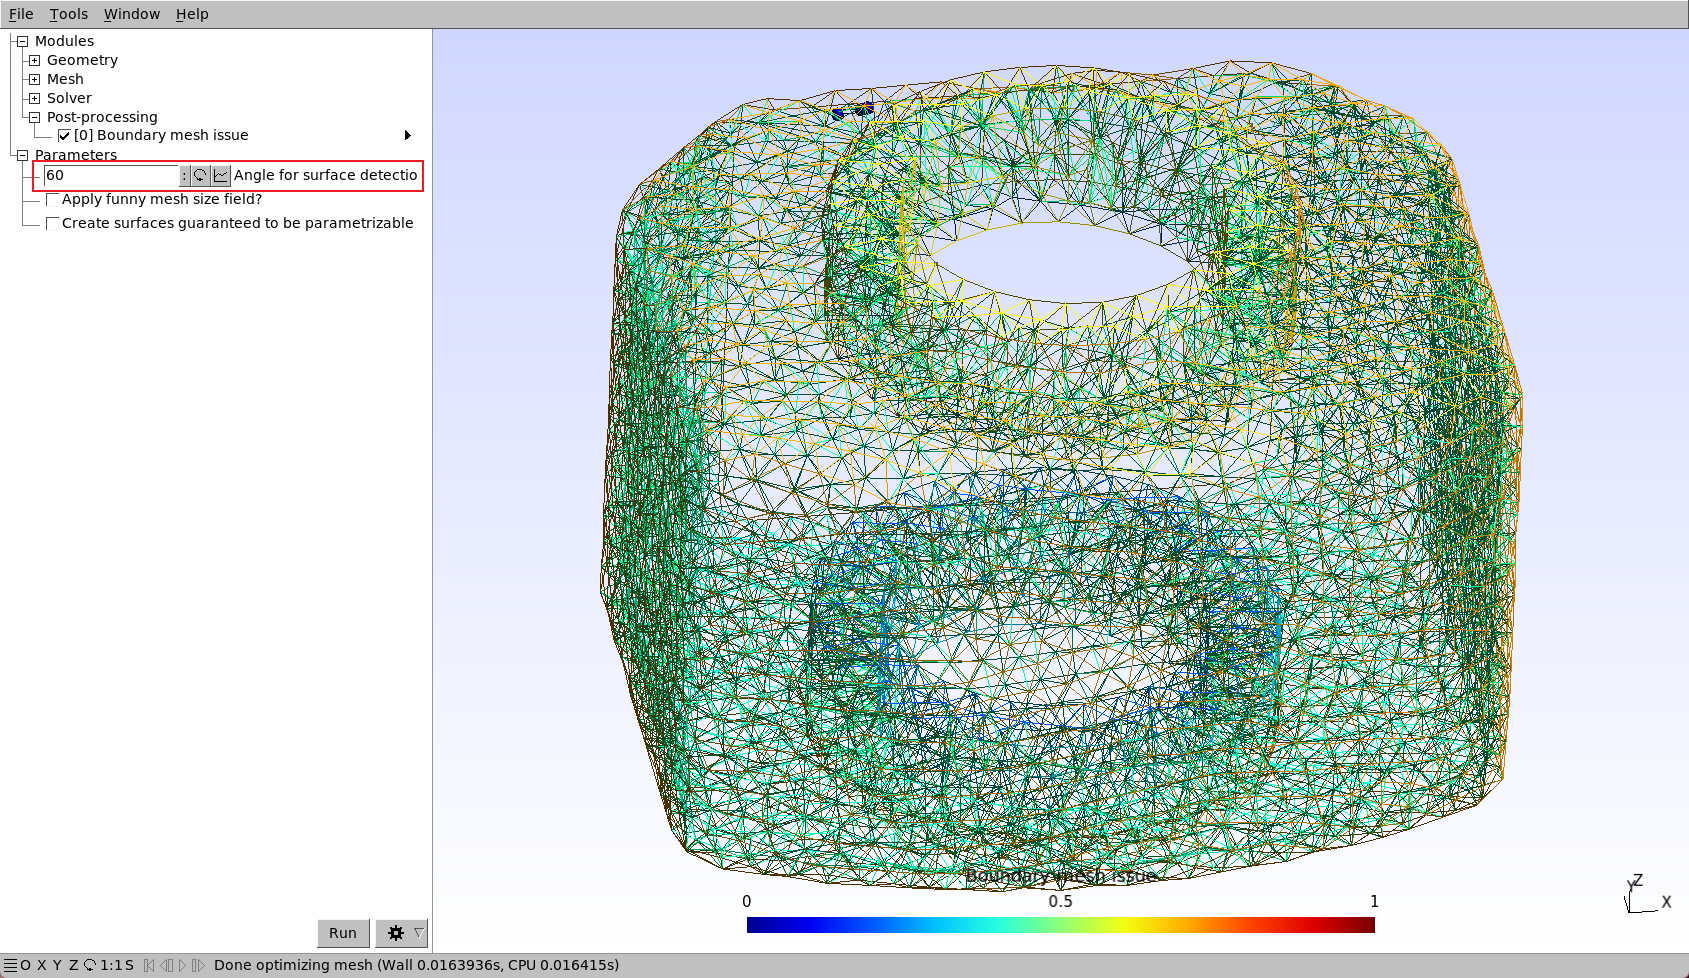 File Tools Window Help
Modules
Geometry
Mesh
Solver
Post-processing
[0] Boundary mesh issue
Parameters
60 : Angle for surface detectio
Apply funny mesh size field?
Create surfaces guaranteed to be parametrizable
Boundary mesh issue
0 0.5 1
Z
Y
X
Run
O X Y Z 1:1 S Done optimizing mesh (Wall 0.0163936s, CPU 0.016415s)